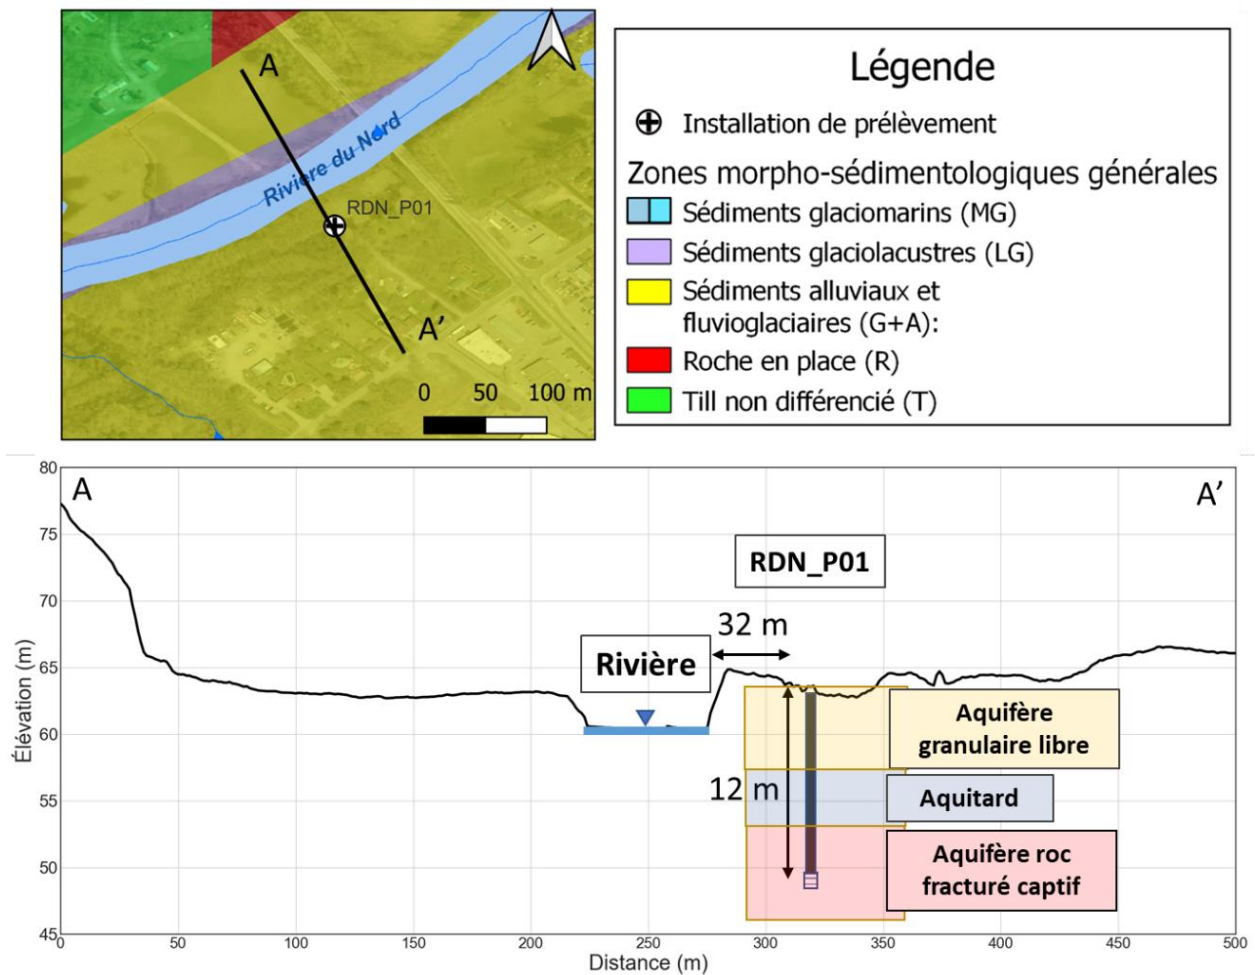 A
Rivière du Nord
RDN_P01
A’
0 50 100 m
Légende
Installation de prélèvement
Zones morpho-sédimentologiques générales
Sédiments glaciomarins (MG)
Sédiments glaciolacustres (LG)
Sédiments alluviaux et
fluvioglaciaires (G+A):
Roche en place (R)
Till non différencié (T)
A
A’
RDN_P01
32 m
Rivière
12 m
Aquifère
granulaire libre
Aquitard
Aquifère roc
fracturé captif
Élévation (m)
80
75
70
65
60
55
50
45
0 50 100 150 200 250 300 350 400 450 500
Distance (m)